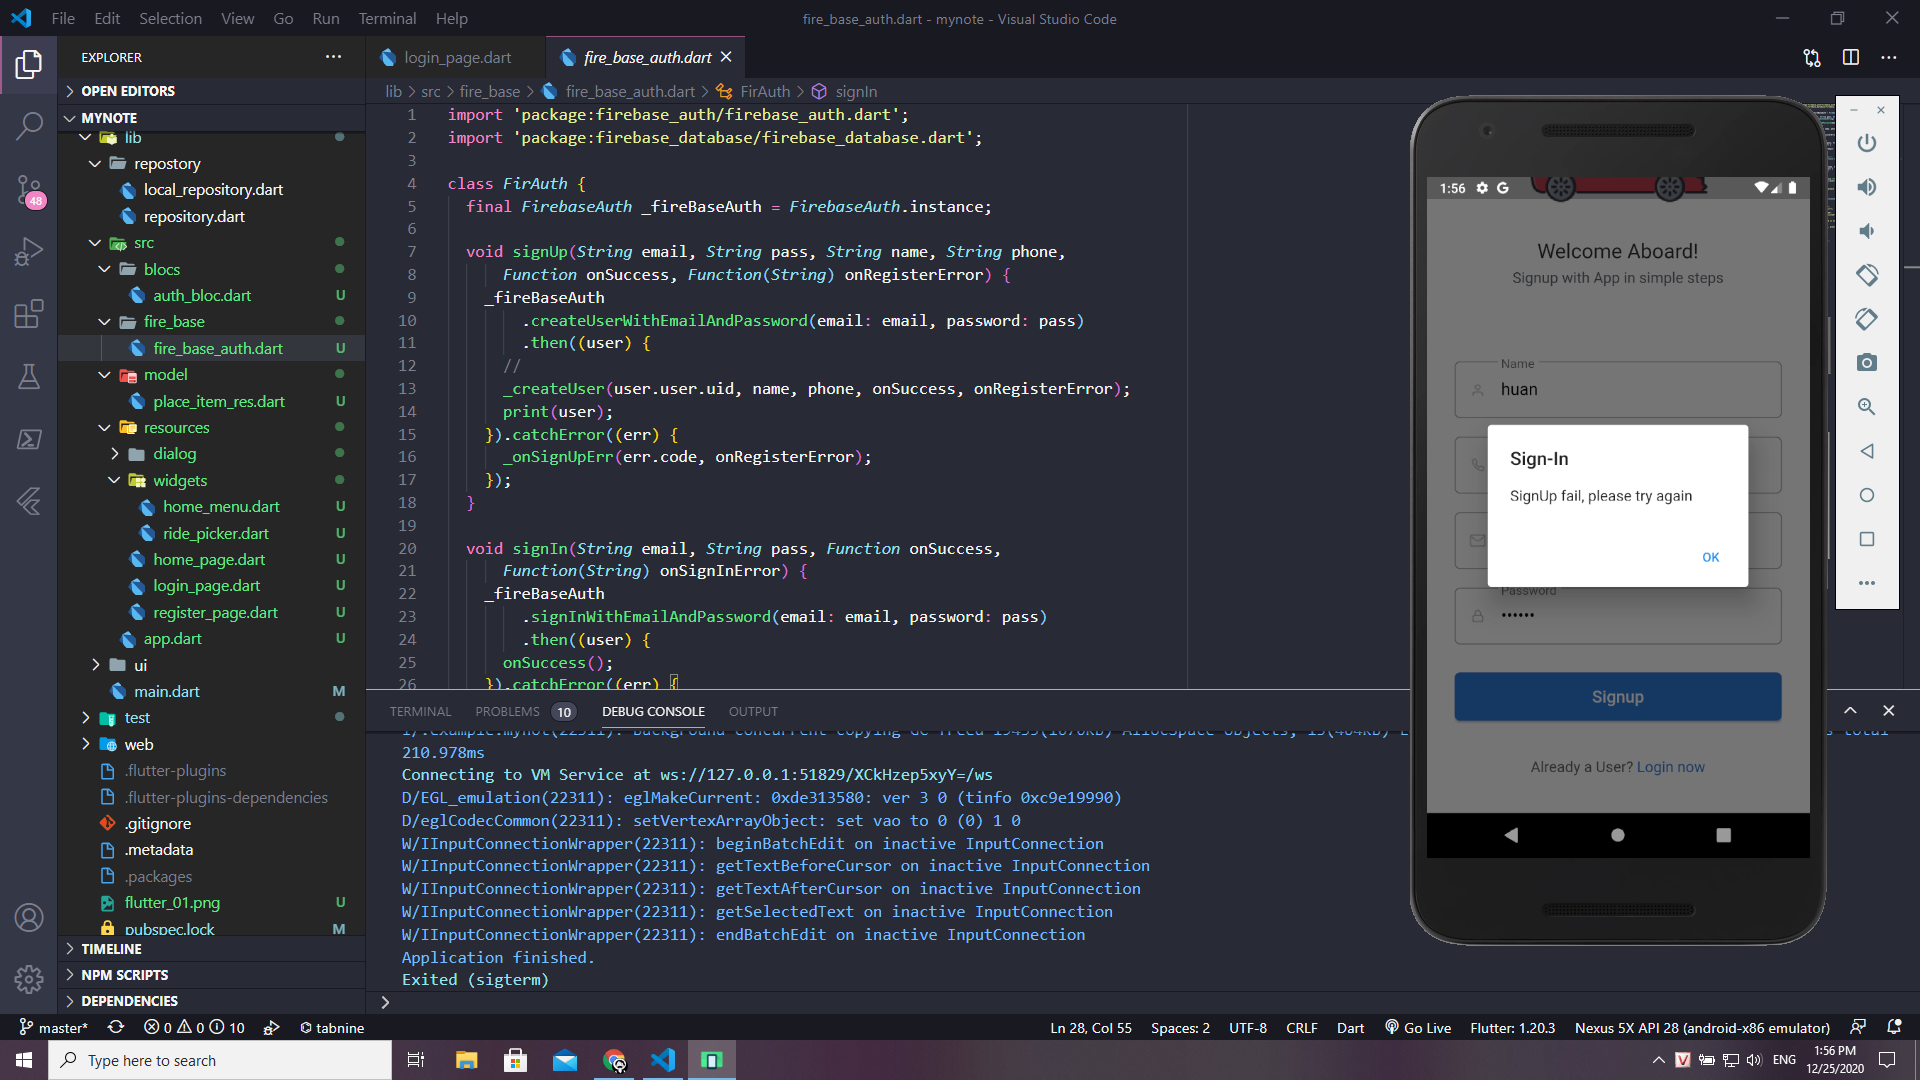 File Edit Selection View Go Run Terminal Help
fire_base_auth.dart - mynote - Visual Studio Code
EXPLORER
OPEN EDITORS
MYNOTE
lib
repostory
local_repository.dart
repository.dart
src
blocs
auth_bloc.dart U
fire_base
fire_base_auth.dart U
model
place_item_res.dart U
resources
dialog
widgets
home_menu.dart U
ride_picker.dart U
home_page.dart U
login_page.dart U
register_page.dart U
app.dart U
ui
main.dart M
test
web
.flutter-plugins
.flutter-plugins-dependencies
.gitignore
.metadata
.packages
flutter_01.png U
pubspec.lock M
TIMELINE
NPM SCRIPTS
DEPENDENCIES
48
login_page.dart
fire_base_auth.dart
lib > src > fire_base > fire_base_auth.dart > FirAuth > signIn
1 import 'package:firebase_auth/firebase_auth.dart';
2 import 'package:firebase_database/firebase_database.dart';
3
4 class FirAuth {
5 final FirebaseAuth _fireBaseAuth = FirebaseAuth.instance;
6
7 void signUp(String email, String pass, String name, String phone,
8 Function onSuccess, Function(String) onRegisterError) {
9 _fireBaseAuth
10 .createUserWithEmailAndPassword(email: email, password: pass)
11 .then((user) {
12 //
13 _createUser(user.user.uid, name, phone, onSuccess, onRegisterError);
14 print(user);
15 }).catchError((err) {
16 _onSignUpErr(err.code, onRegisterError);
17 });
18 }
19
20 void signIn(String email, String pass, Function onSuccess,
21 Function(String) onSignInError) {
22 _fireBaseAuth
23 .signInWithEmailAndPassword(email: email, password: pass)
24 .then((user) {
25 onSuccess();
26 }).catchError((err) {
TERMINAL PROBLEMS 10 DEBUG CONSOLE OUTPUT
210.978ms
Connecting to VM Service at ws://127.0.0.1:51829/XCkHzep5xyY=/ws
D/EGL_emulation(22311): eglMakeCurrent: 0xde313580: ver 3 0 (tinfo 0xc9e19990)
D/eglCodecCommon(22311): setVertexArrayObject: set vao to 0 (0) 1 0
W/IInputConnectionWrapper(22311): beginBatchEdit on inactive InputConnection
W/IInputConnectionWrapper(22311): getTextBeforeCursor on inactive InputConnection
W/IInputConnectionWrapper(22311): getTextAfterCursor on inactive InputConnection
W/IInputConnectionWrapper(22311): getSelectedText on inactive InputConnection
W/IInputConnectionWrapper(22311): endBatchEdit on inactive InputConnection
Application finished.
Exited (sigterm)
1:56
Welcome Aboard!
Signup with App in simple steps
Name
huan
Sign-In
SignUp fail, please try again
OK
Password
••••••
Signup
Already a User? Login now
master* 0 0 10 tabnine
Ln 28, Col 55 Spaces: 2 UTF-8 CRLF Dart Go Live Flutter: 1.20.3 Nexus 5X API 28 (android-x86 emulator)
Type here to search
ENG
1:56 PM
12/25/2020